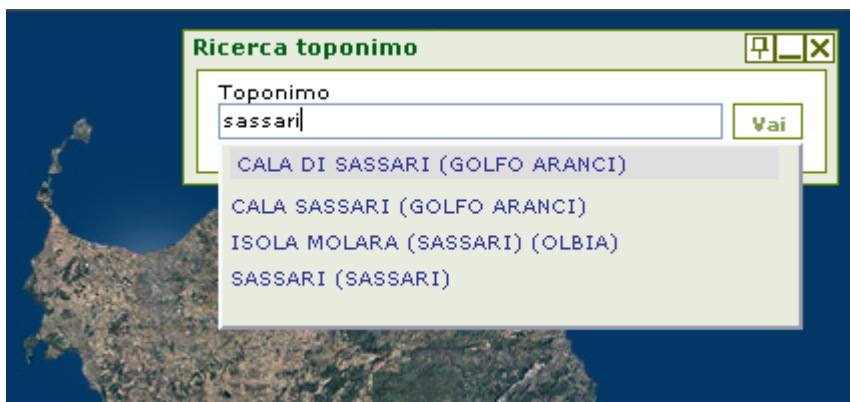 Ricerca toponimo
Toponimo
sassari
Vai
CALA DI SASSARI (GOLFO ARANCI)
CALA SASSARI (GOLFO ARANCI)
ISOLA MOLARA (SASSARI) (OLBIA)
SASSARI (SASSARI)